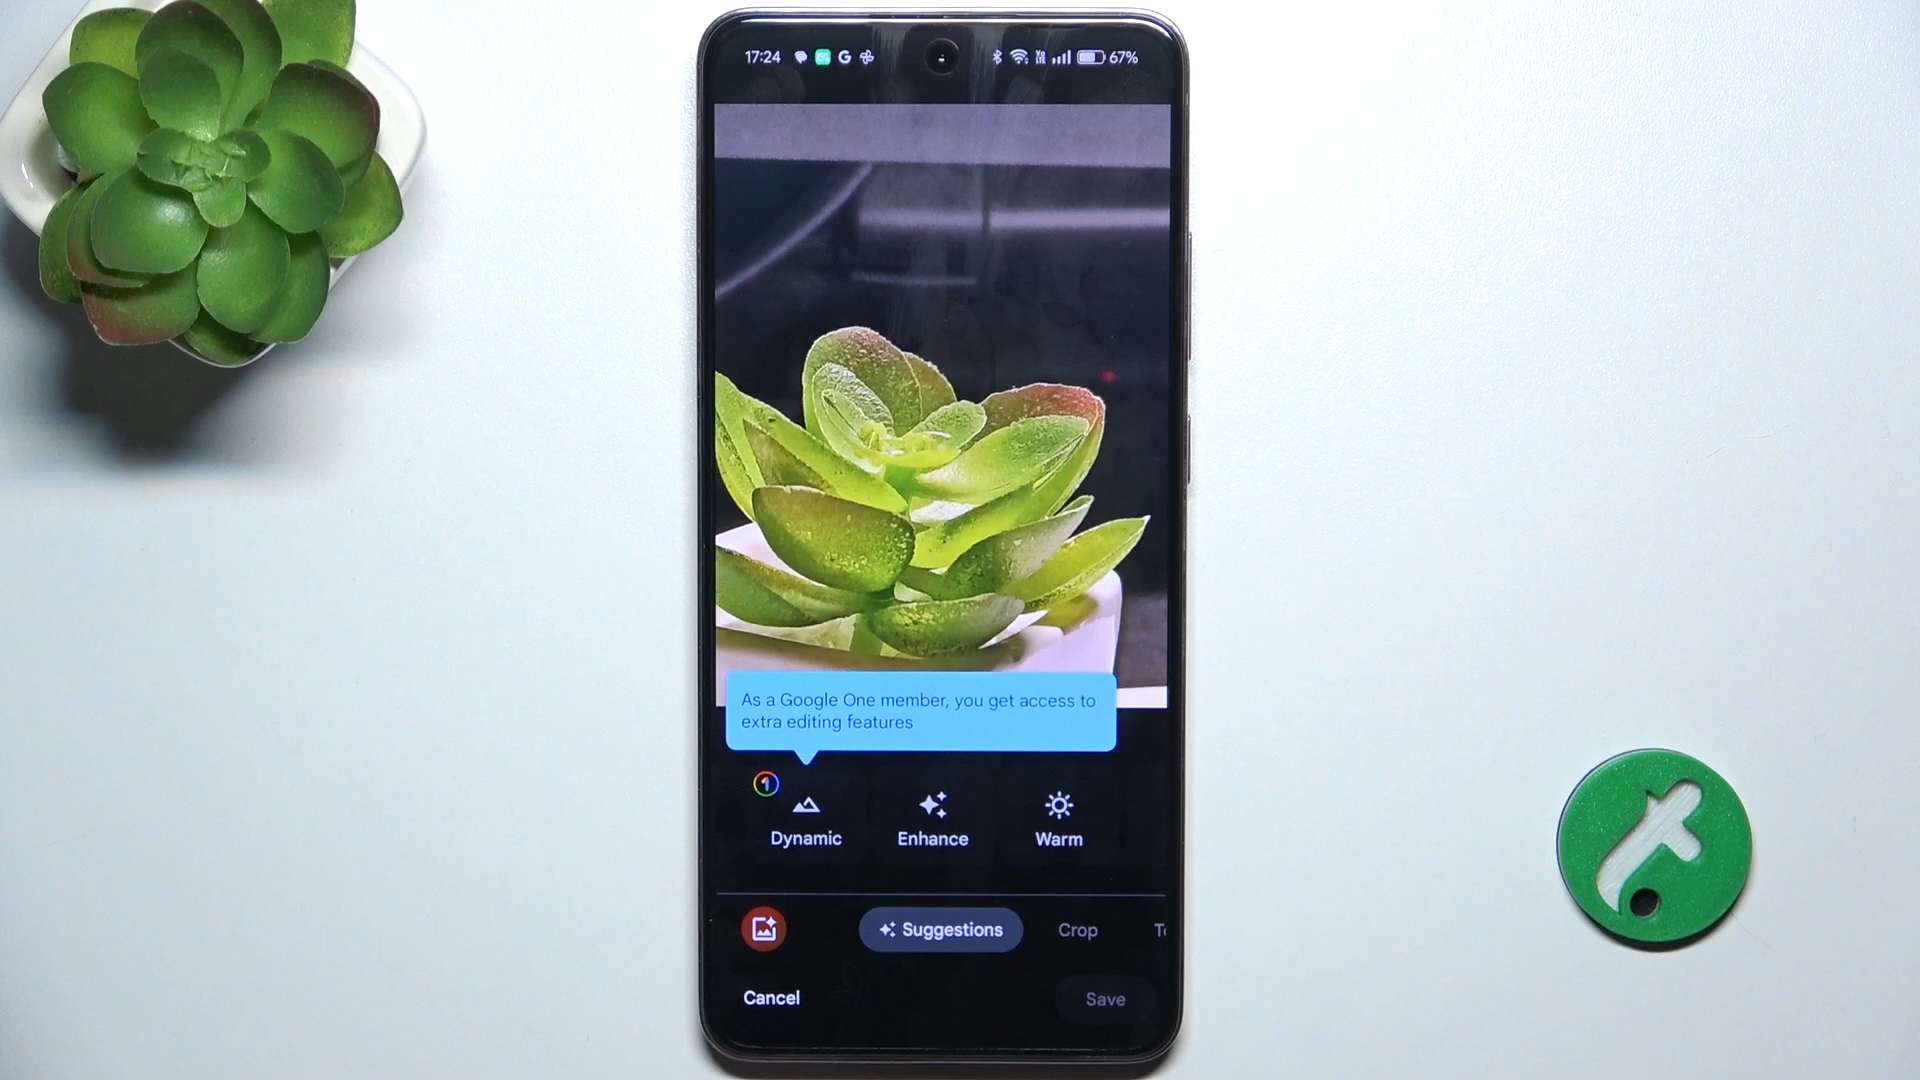 17:24
67%
As a Google One member, you get access to
extra editing features
Dynamic
Enhance
Warm
Suggestions
Crop
Cancel
Save